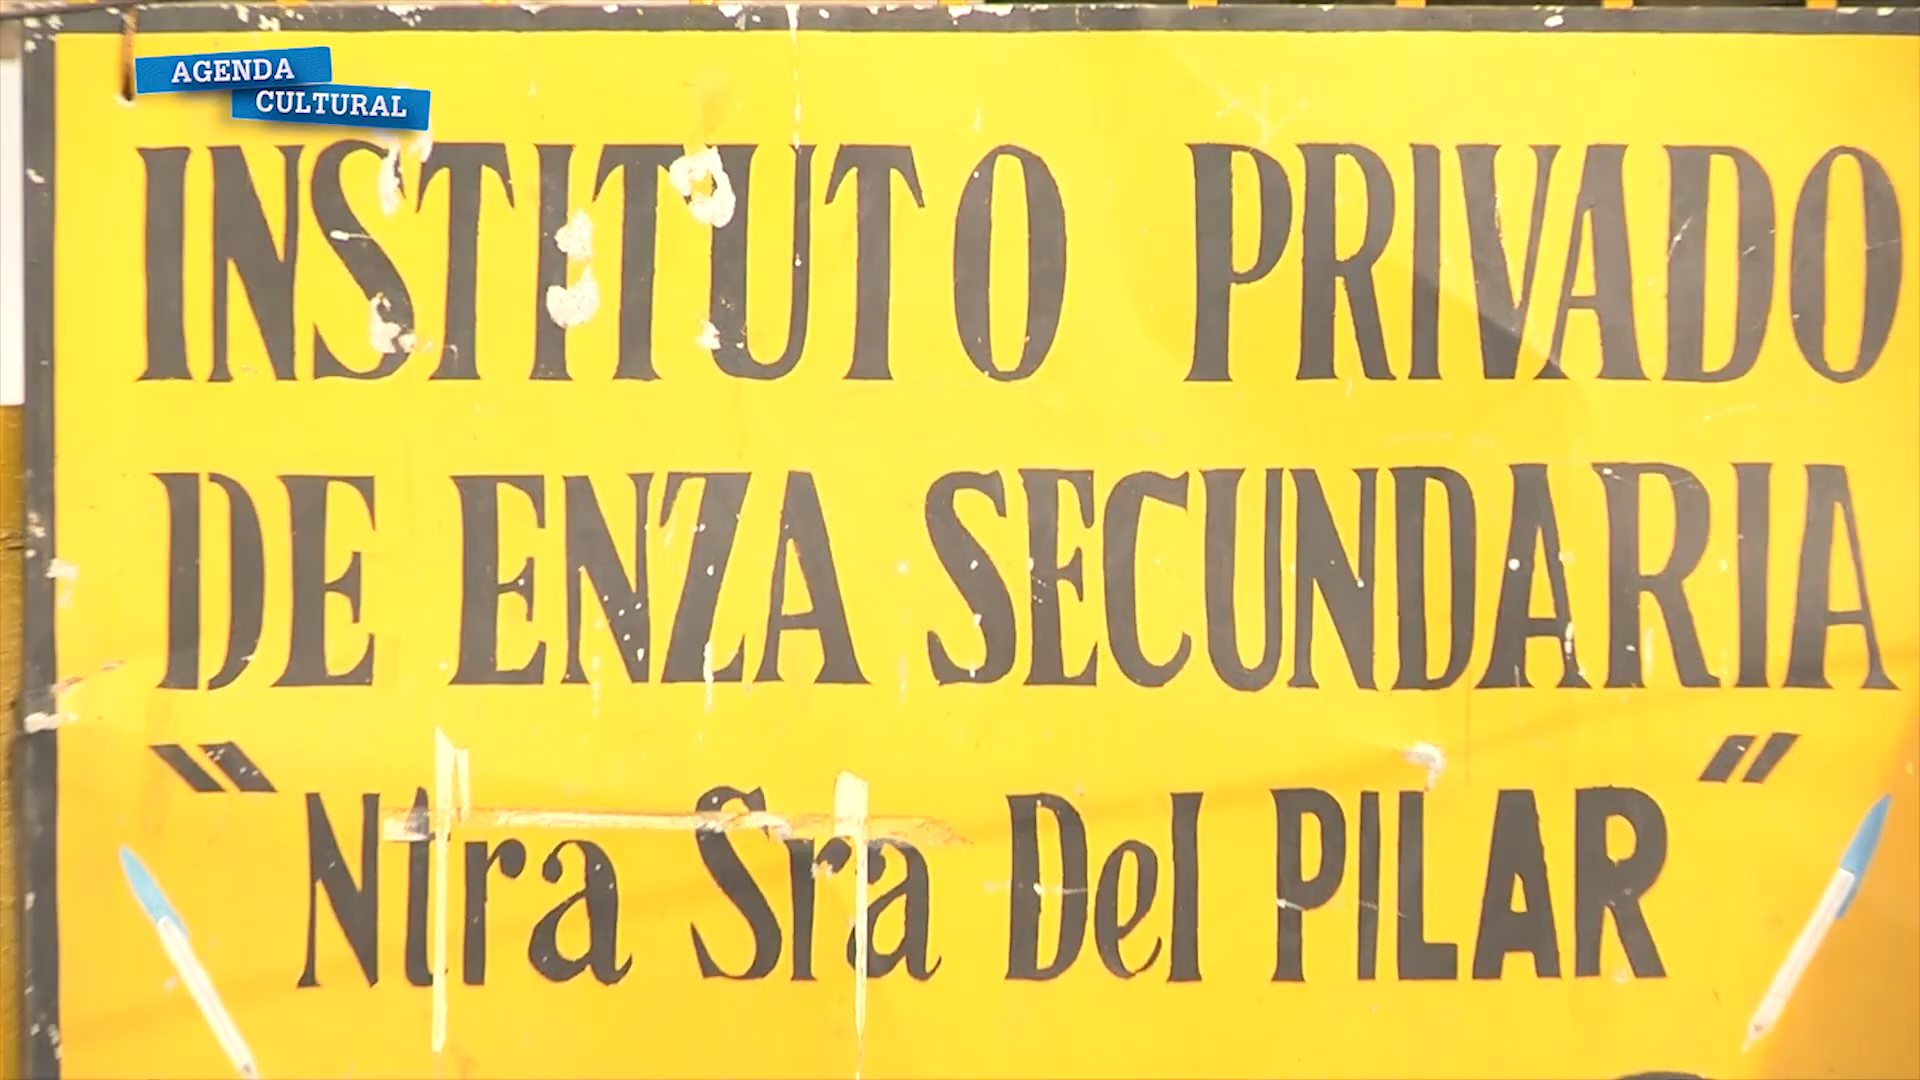 AGENDA
CULTURAL
INSTITUTO PRIVADO
DE ENZA SECUNDARIA
"Ntra Sra Del PILAR"